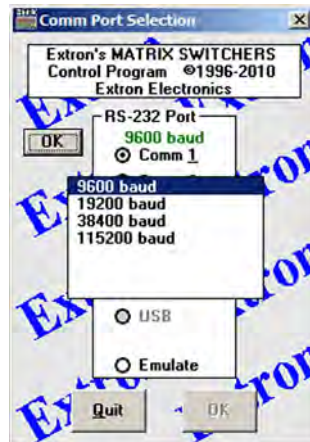 Comm Port Selection
Extron's MATRIX SWITCHERS
Control Program ©1996-2010
Extron Electronics
RS-232 Port
9600 baud
OK
Comm 1
9600 baud
19200 baud
38400 baud
115200 baud
USB
Emulate
Quit
OK
Extron